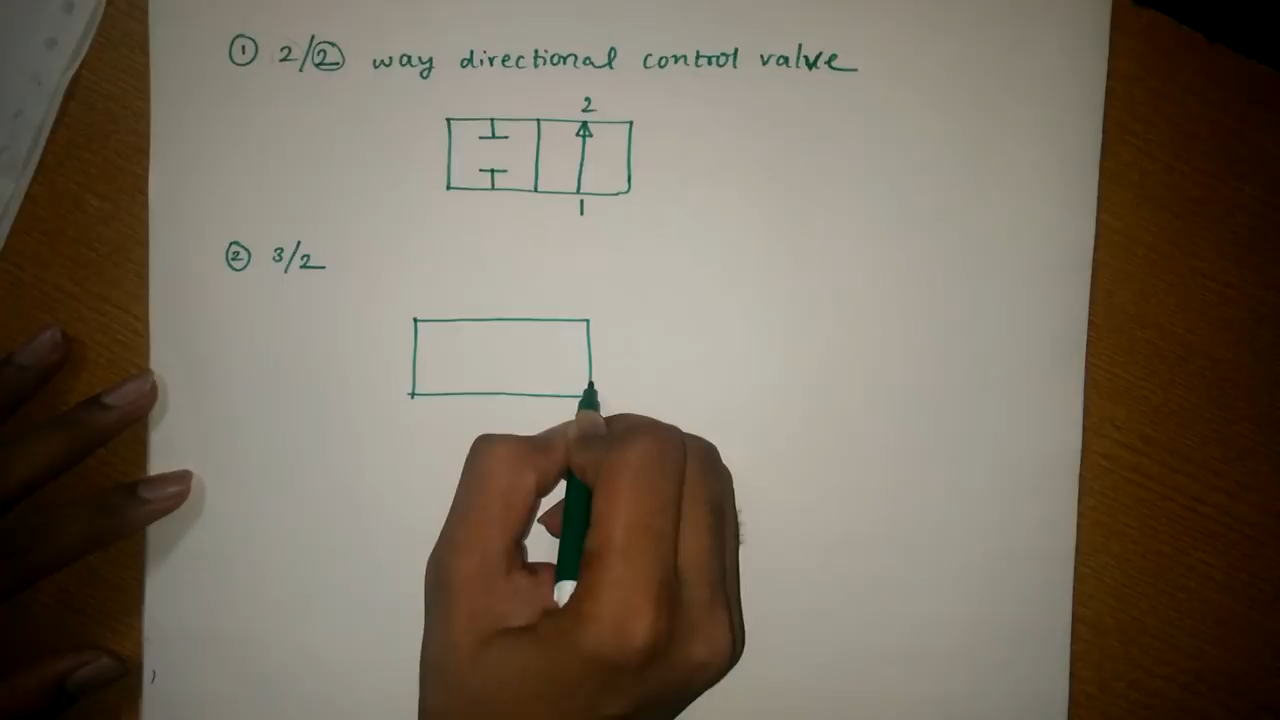 ① 2/② way directional control valve
2
1
② 3/2